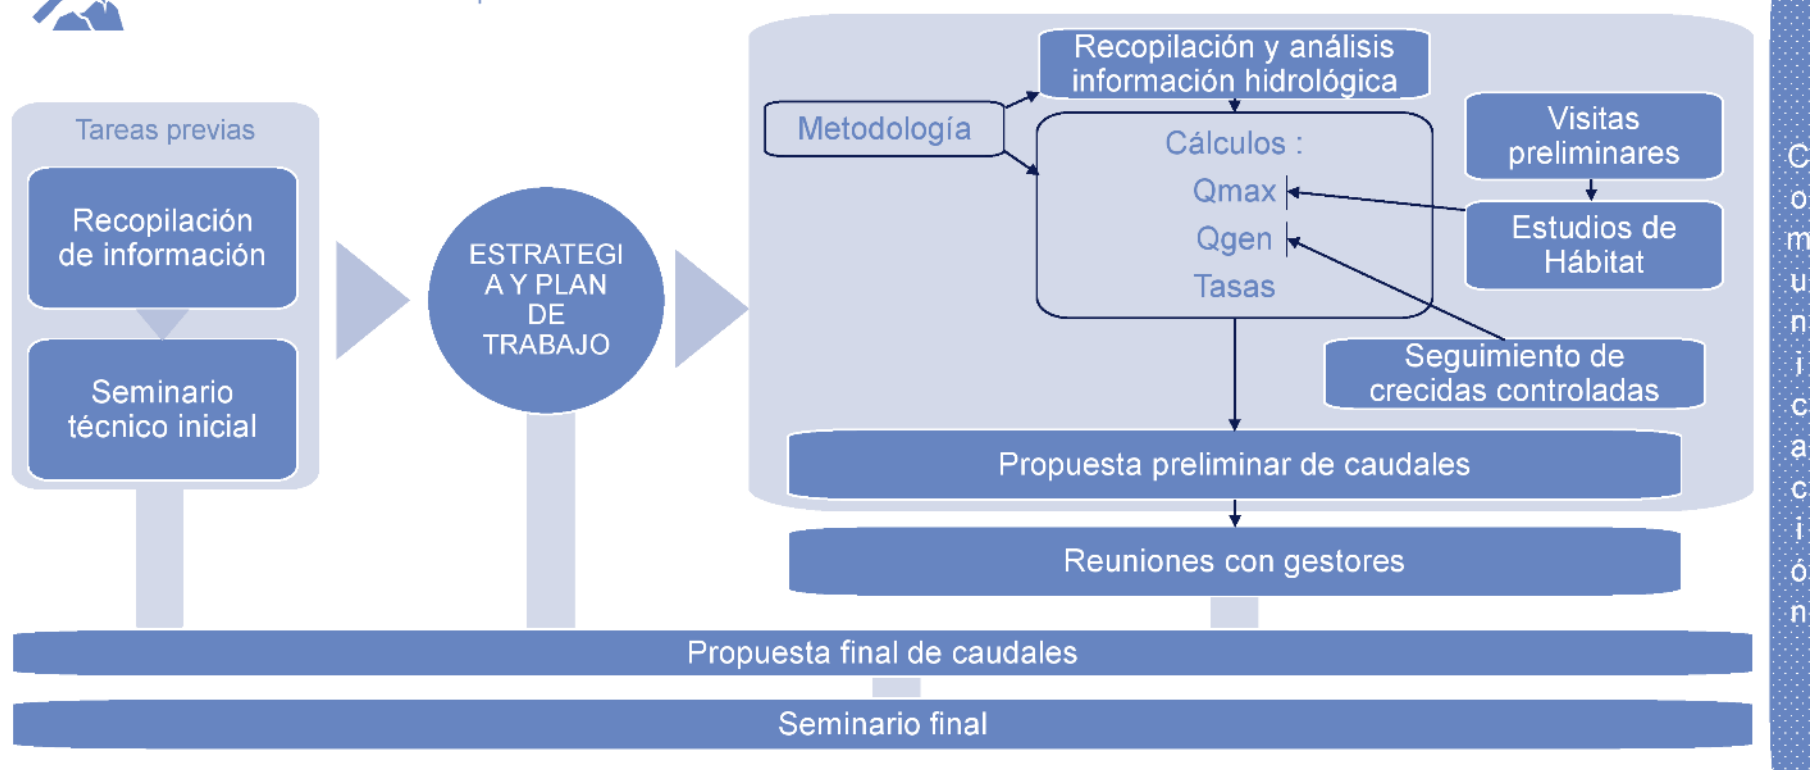 Tareas previas
Recopilación
de información
Seminario
técnico inicial
ESTRATEGI
A Y PLAN
DE
TRABAJO
Recopilación y análisis
información hidrológica
Metodología
Cálculos :
Qmax
Qgen
Tasas
Visitas
preliminares
Estudios de
Hábitat
Seguimiento de
crecidas controladas
Propuesta preliminar de caudales
Reuniones con gestores
Propuesta final de caudales
Seminario final
C
o
m
u
n
i
c
a
c
i
ó
n